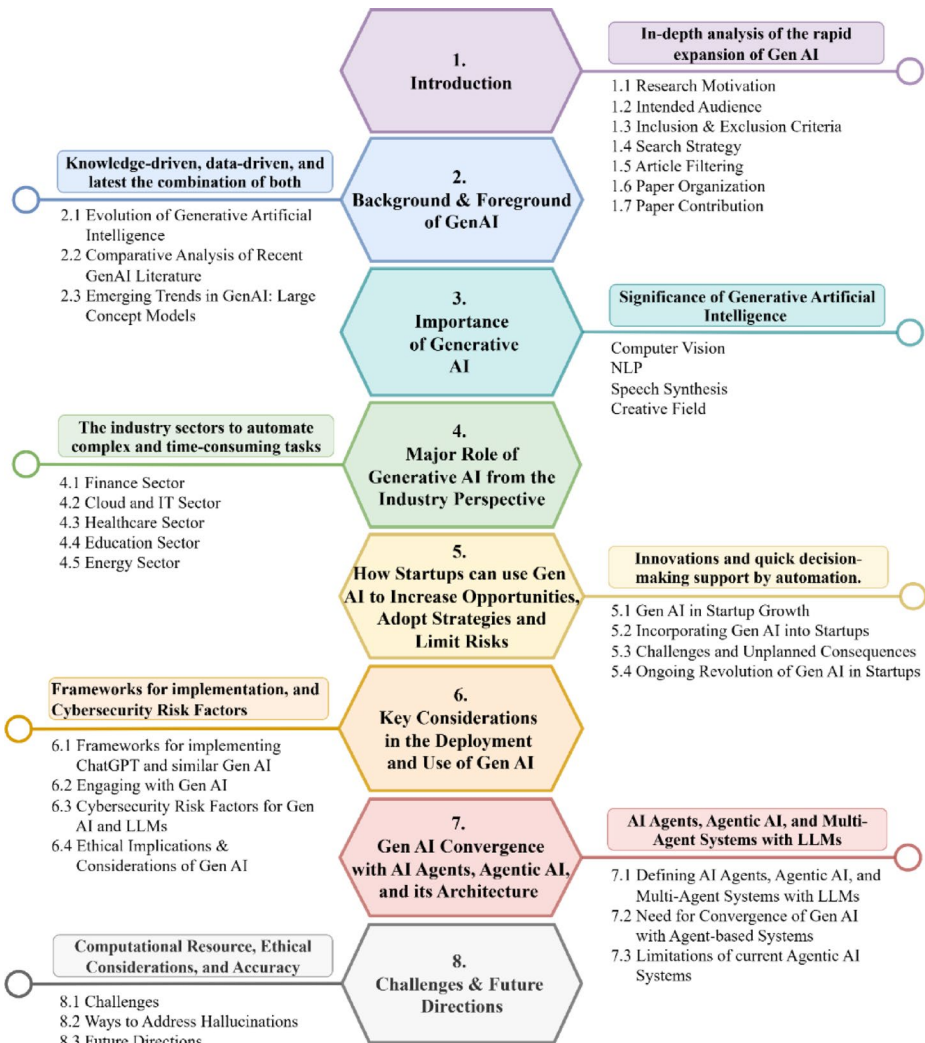 1.
Introduction
In-depth analysis of the rapid
expansion of Gen AI
1.1 Research Motivation
1.2 Intended Audience
1.3 Inclusion & Exclusion Criteria
1.4 Search Strategy
1.5 Article Filtering
1.6 Paper Organization
1.7 Paper Contribution
2.
Background & Foreground
of GenAI
Knowledge-driven, data-driven, and
latest the combination of both
2.1 Evolution of Generative Artificial
Intelligence
2.2 Comparative Analysis of Recent
GenAI Literature
2.3 Emerging Trends in GenAI: Large
Concept Models
3.
Importance
of Generative
AI
Significance of Generative Artificial
Intelligence
Computer Vision
NLP
Speech Synthesis
Creative Field
4.
Major Role of
Generative AI from the
Industry Perspective
The industry sectors to automate
complex and time-consuming tasks
4.1 Finance Sector
4.2 Cloud and IT Sector
4.3 Healthcare Sector
4.4 Education Sector
4.5 Energy Sector
5.
How Startups can use Gen
AI to Increase Opportunities,
Adopt Strategies and
Limit Risks
Innovations and quick decision-
making support by automation.
5.1 Gen AI in Startup Growth
5.2 Incorporating Gen AI into Startups
5.3 Challenges and Unplanned Consequences
5.4 Ongoing Revolution of Gen AI in Startups
6.
Key Considerations
in the Deployment
and Use of Gen AI
Frameworks for implementation, and
Cybersecurity Risk Factors
6.1 Frameworks for implementing
ChatGPT and similar Gen AI
6.2 Engaging with Gen AI
6.3 Cybersecurity Risk Factors for Gen
AI and LLMs
6.4 Ethical Implications &
Considerations of Gen AI
7.
Gen AI Convergence
with AI Agents, Agentic AI,
and its Architecture
AI Agents, Agentic AI, and Multi-
Agent Systems with LLMs
7.1 Defining AI Agents, Agentic AI, and
Multi-Agent Systems with LLMs
7.2 Need for Convergence of Gen AI
with Agent-based Systems
7.3 Limitations of current Agentic AI
Systems
8.
Challenges & Future
Directions
Computational Resource, Ethical
Considerations, and Accuracy
8.1 Challenges
8.2 Ways to Address Hallucinations
8.3 Future Directions